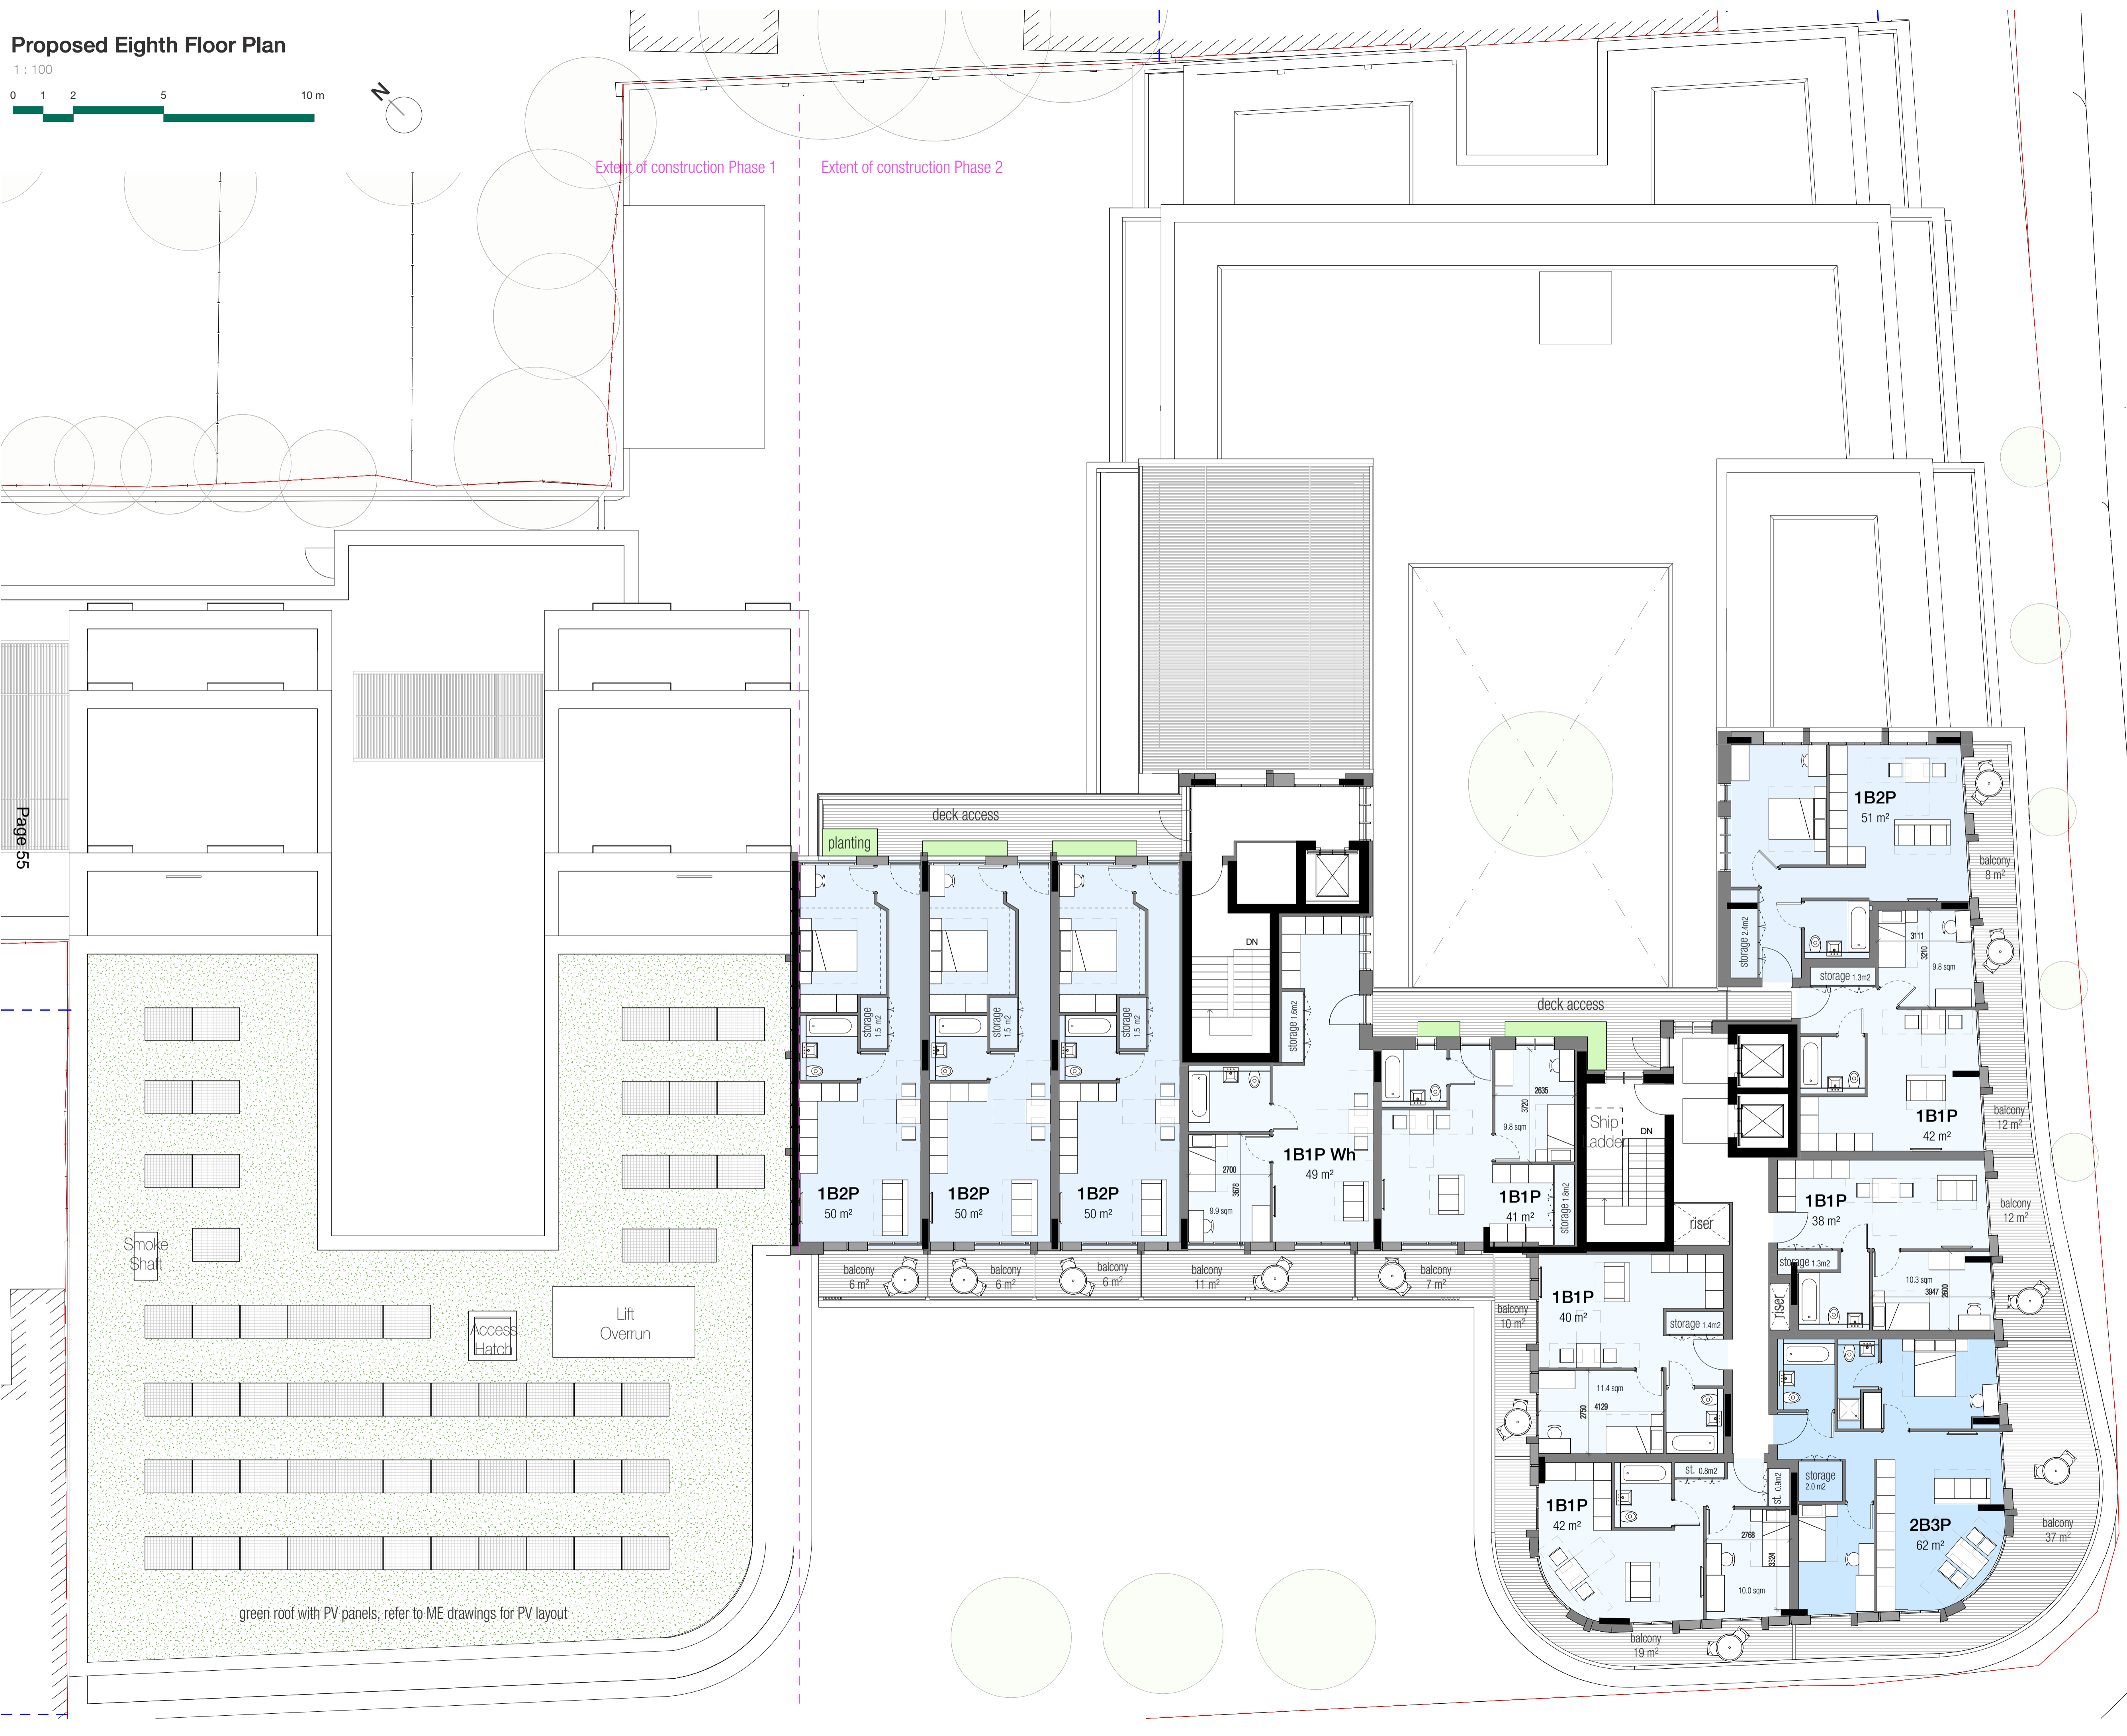 Proposed Eighth Floor Plan
1 : 100
0 1 2 5 10 m
N
Extent of construction Phase 1
Extent of construction Phase 2
Page 55
deck access
planting
DN
storage
1.5 m2
storage
1.5 m2
storage
1.5 m2
1B2P
50 m²
1B2P
50 m²
1B2P
50 m²
storage 1.6m2
2700
3678
9.9 sqm
1B1P Wh
49 m²
deck access
2635
3720
9.8 sqm
1B1P
41 m²
storage 1.8m2
Ship
Ladder
DN
riser
1B2P
51 m²
balcony
8 m²
storage 2.4m2
storage 1.3m2
3111
3210
9.8 sqm
1B1P
42 m²
balcony
12 m²
1B1P
38 m²
balcony
12 m²
storage 1.3m2
riser
10.3 sqm
3947
2600
balcony
6 m²
balcony
6 m²
balcony
6 m²
balcony
11 m²
balcony
7 m²
balcony
10 m²
1B1P
40 m²
storage 1.4m2
11.4 sqm
4129
2750
st. 0.8m2
st. 0.9m2
1B1P
42 m²
2768
3324
10.0 sqm
storage
2.0 m2
2B3P
62 m²
balcony
37 m²
balcony
19 m²
Smoke
Shaft
Access
Hatch
Lift
Overrun
green roof with PV panels, refer to ME drawings for PV layout